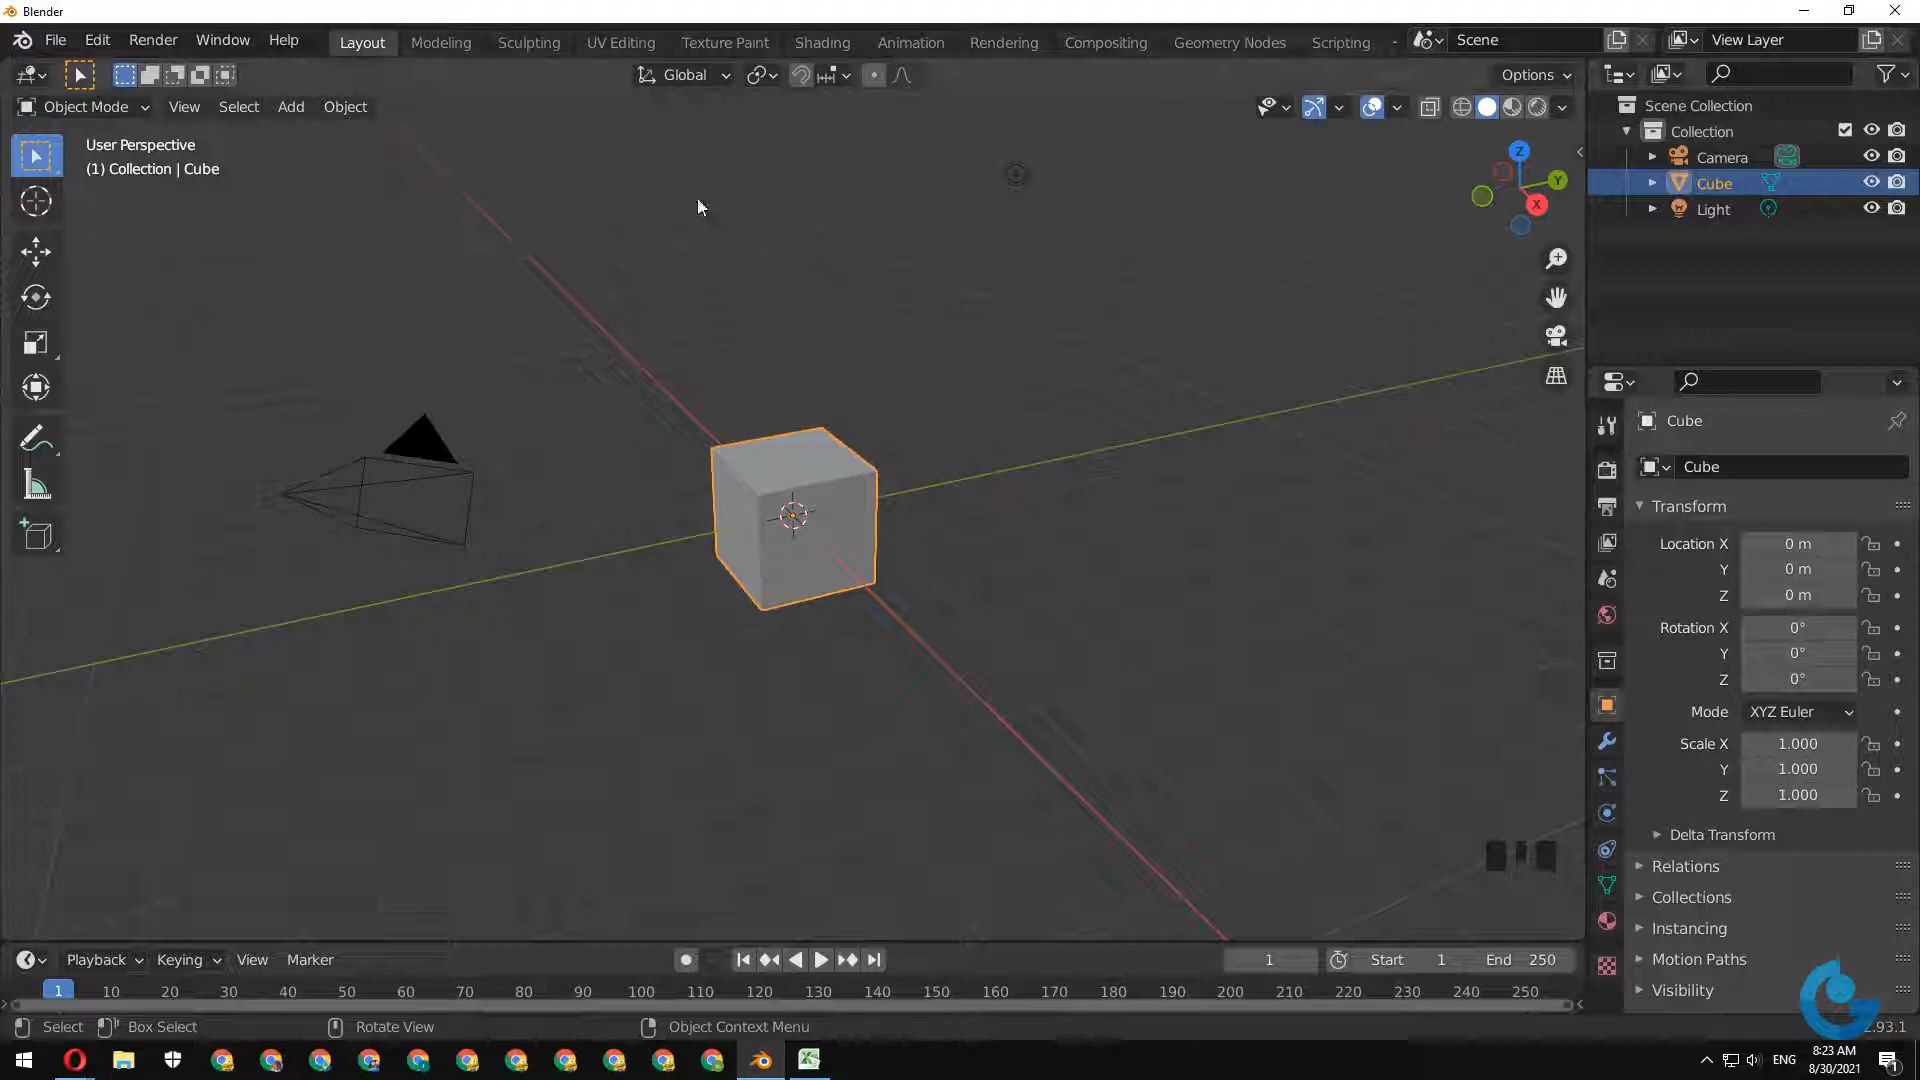 Blender
File Edit Render Window Help Layout Modeling Sculpting UV Editing Texture Paint Shading Animation Rendering Compositing Geometry Nodes Scripting Scene View Layer
Global Options
Object Mode View Select Add Object
User Perspective
(1) Collection | Cube
Z
Y
X
Scene Collection
Collection
Camera
Cube
Light
Cube
Cube
Transform
Location X 0 m
Y 0 m
Z 0 m
Rotation X 0°
Y 0°
Z 0°
Mode XYZ Euler
Scale X 1.000
Y 1.000
Z 1.000
Delta Transform
Relations
Collections
Instancing
Motion Paths
Visibility
Playback Keying View Marker 1 Start 1 End 250
1 10 20 30 40 50 60 70 80 90 100 110 120 130 140 150 160 170 180 190 200 210 220 230 240 250
Select Box Select Rotate View Object Context Menu 2.93.1
ENG
8:23 AM
8/30/2021
1